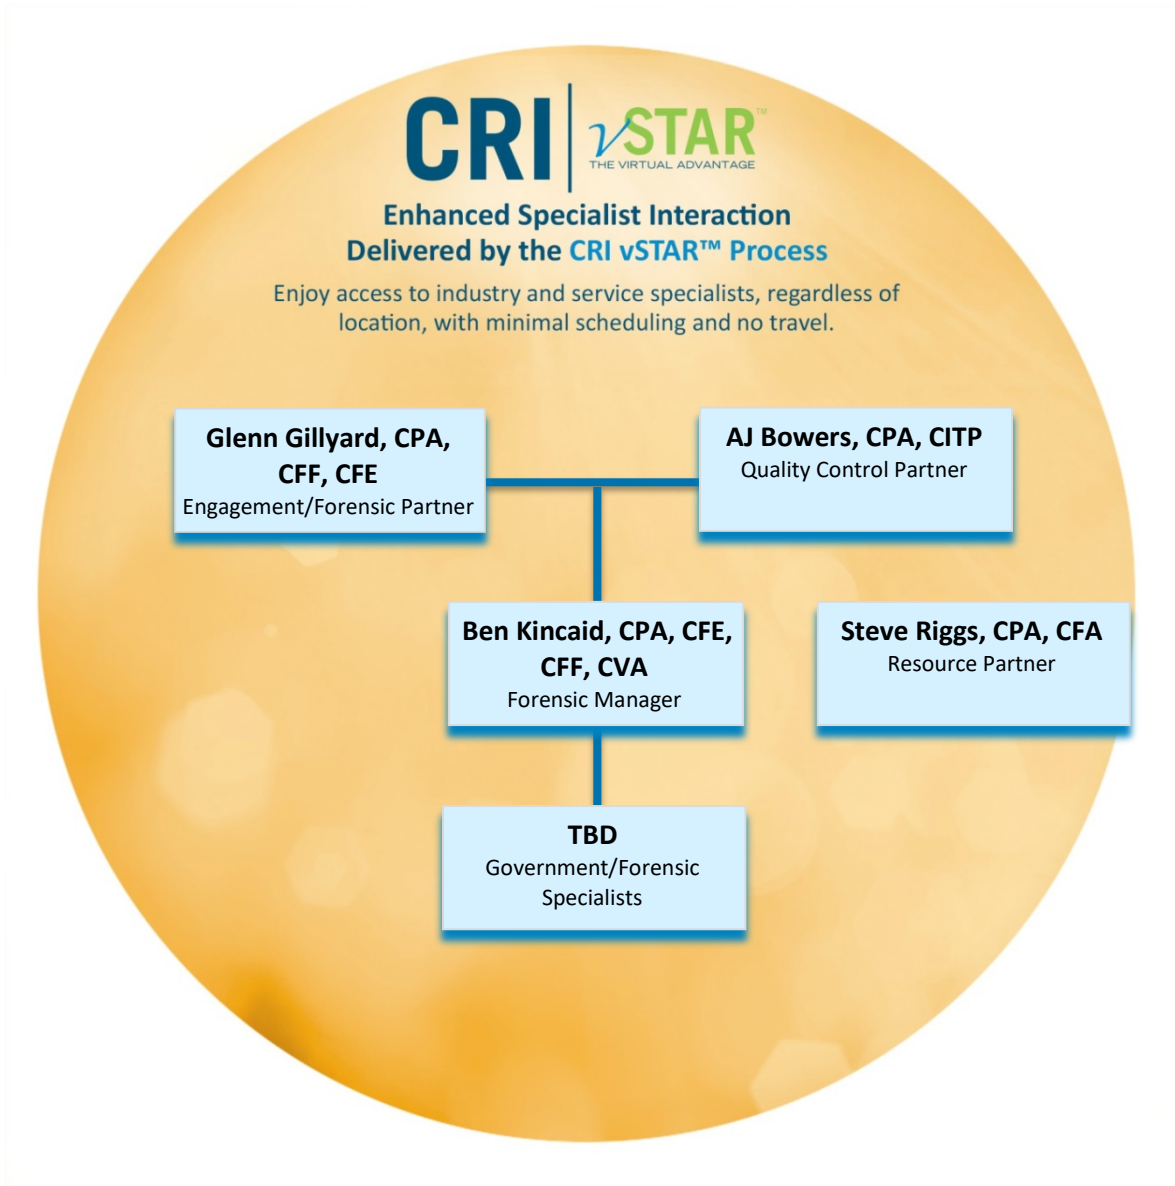 CRI
vSTAR™
THE VIRTUAL ADVANTAGE
Enhanced Specialist Interaction
Delivered by the CRI vSTAR™ Process
Enjoy access to industry and service specialists, regardless of
location, with minimal scheduling and no travel.
Glenn Gillyard, CPA,
CFF, CFE
Engagement/Forensic Partner
AJ Bowers, CPA, CITP
Quality Control Partner
Ben Kincaid, CPA, CFE,
CFF, CVA
Forensic Manager
Steve Riggs, CPA, CFA
Resource Partner
TBD
Government/Forensic
Specialists